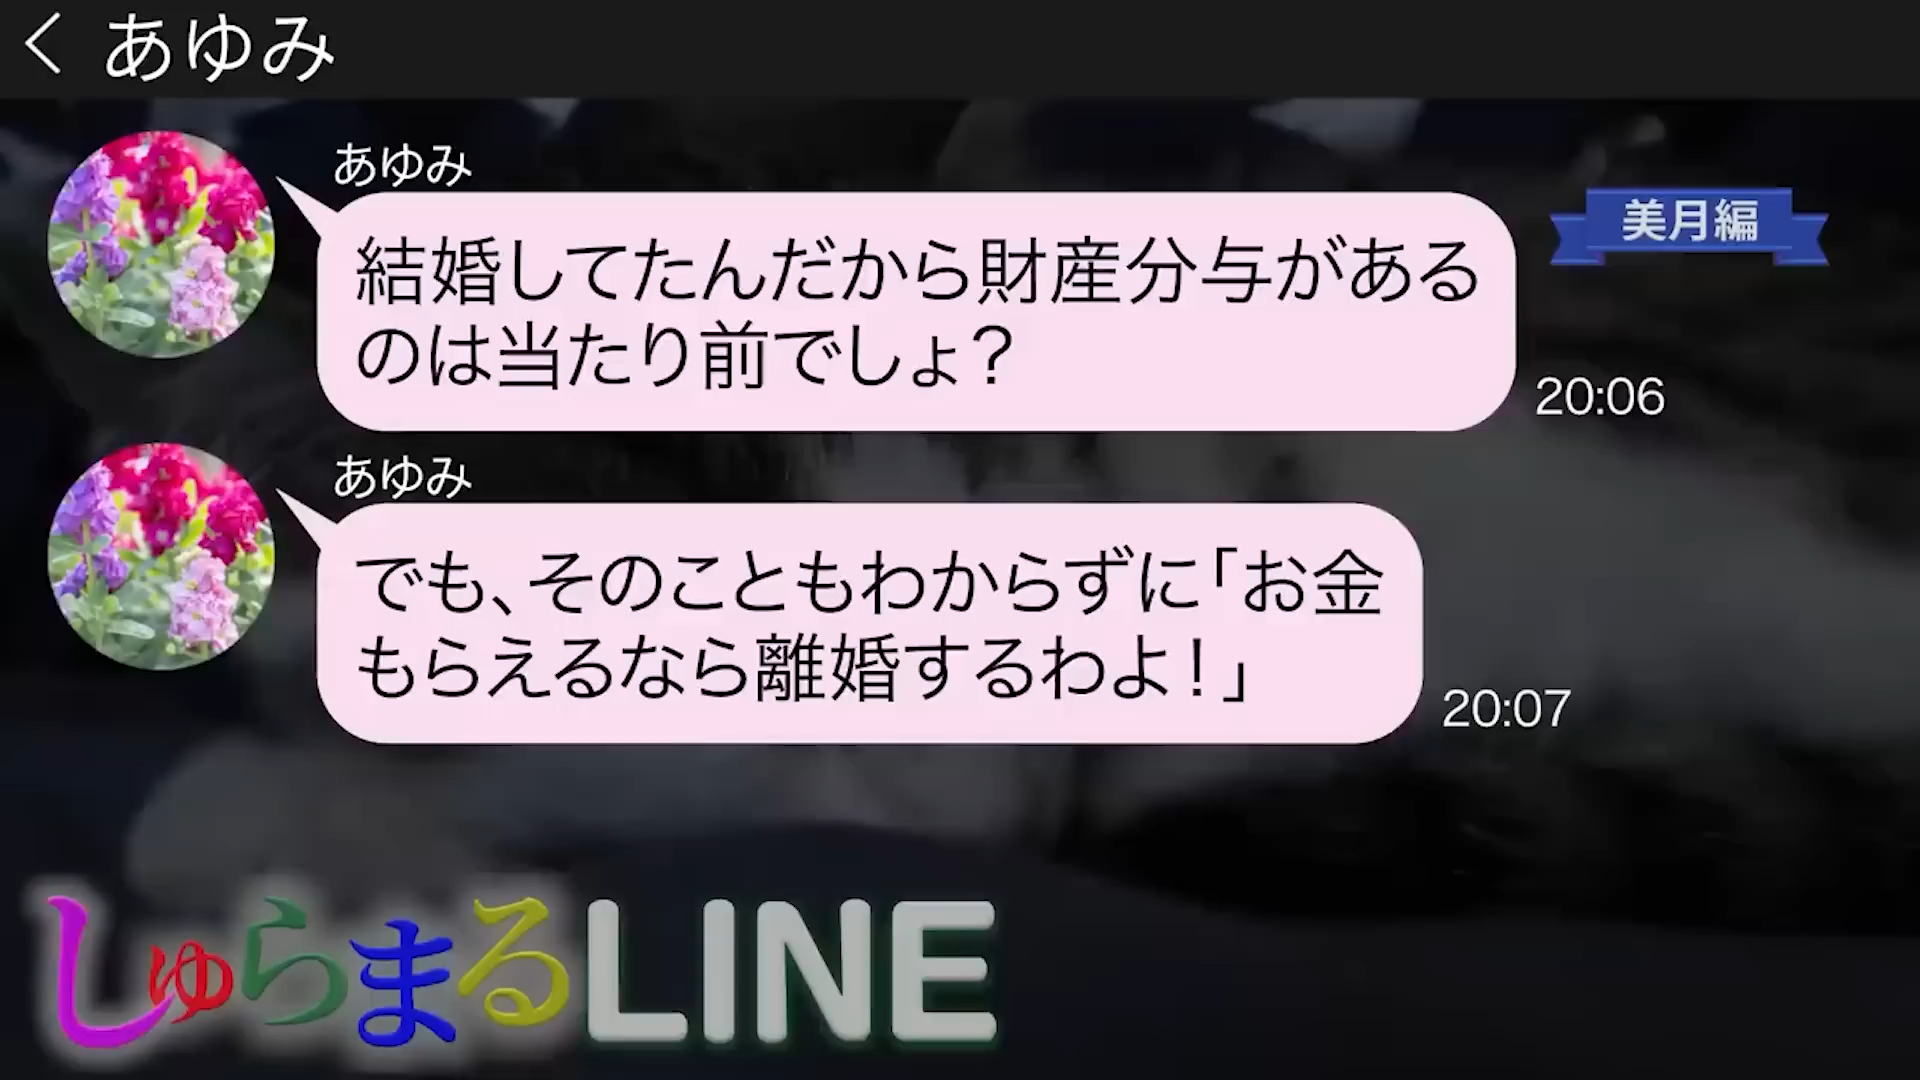 あゆみ
あゆみ
結婚してたんだから財産分与がある
のは当たり前でしょ？
20:06
美月編
あゆみ
でも、そのこともわからずに「お金
もらえるなら離婚するわよ！」
20:07
しゅらまるLINE